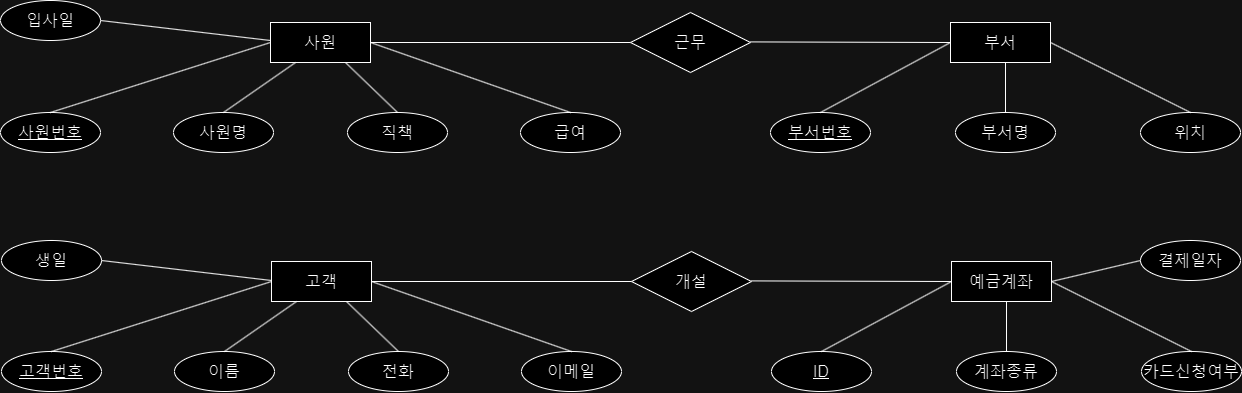 입사일
사원
근무
부서
사원번호
사원명
직책
급여
부서번호
부서명
위치
생일
고객
개설
예금계좌
결제일자
고객번호
이름
전화
이메일
ID
계좌종류
카드신청여부